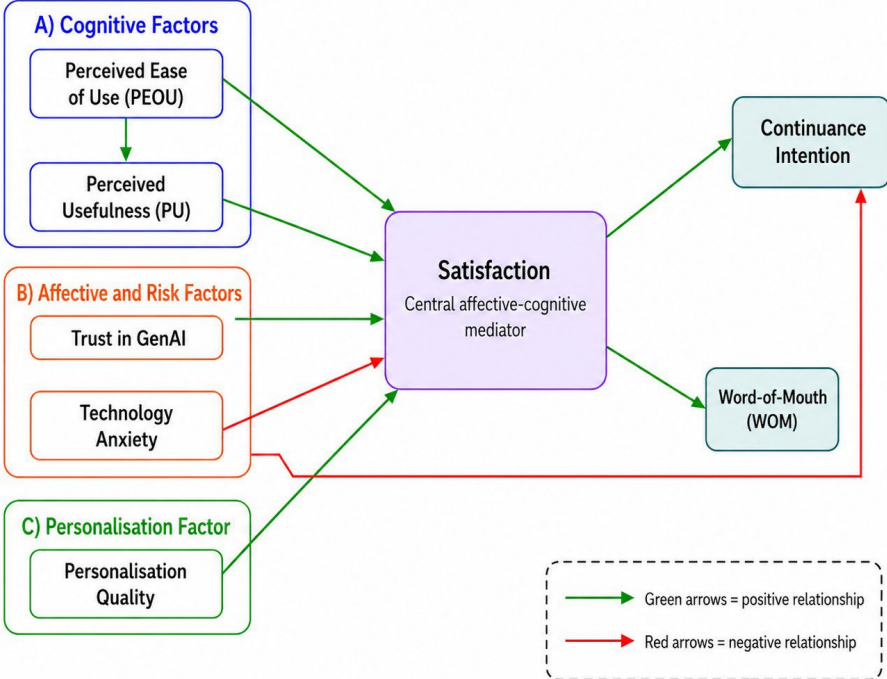 A) Cognitive Factors
Perceived Ease
of Use (PEOU)
Perceived
Usefulness (PU)
B) Affective and Risk Factors
Trust in GenAI
Technology
Anxiety
C) Personalisation Factor
Personalisation
Quality
Satisfaction
Central affective-cognitive
mediator
Continuance
Intention
Word-of-Mouth
(WOM)
Green arrows = positive relationship
Red arrows = negative relationship